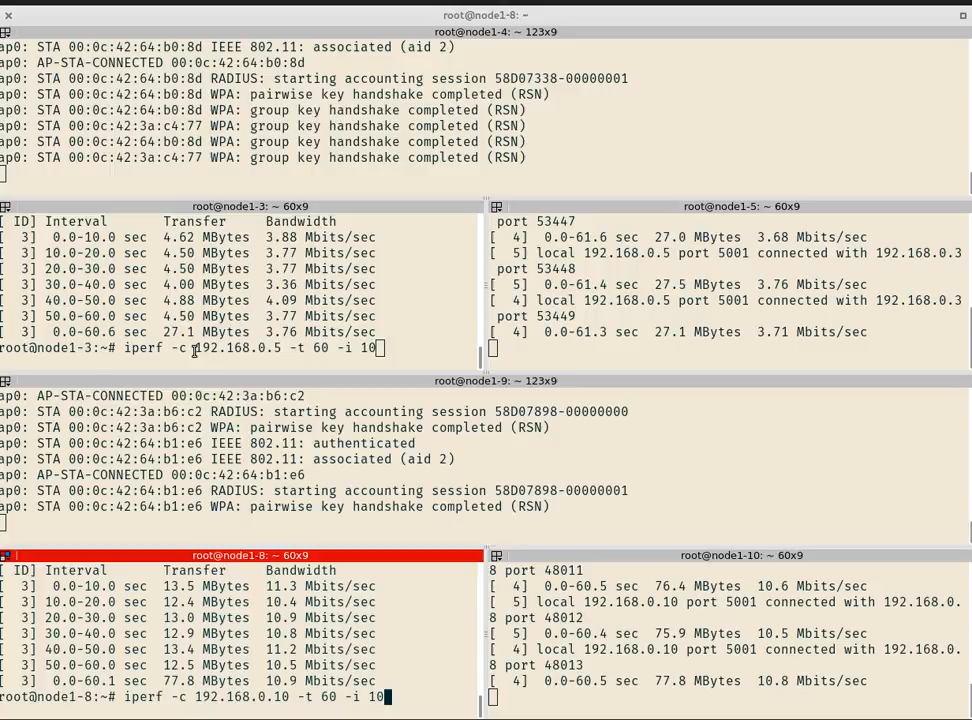 root@node1-8: ~
root@node1-4: ~ 123x9
ap0: STA 00:0c:42:64:b0:8d IEEE 802.11: associated (aid 2)
ap0: AP-STA-CONNECTED 00:0c:42:64:b0:8d
ap0: STA 00:0c:42:64:b0:8d RADIUS: starting accounting session 58D07338-00000001
ap0: STA 00:0c:42:64:b0:8d WPA: pairwise key handshake completed (RSN)
ap0: STA 00:0c:42:64:b0:8d WPA: group key handshake completed (RSN)
ap0: STA 00:0c:42:3a:c4:77 WPA: group key handshake completed (RSN)
ap0: STA 00:0c:42:64:b0:8d WPA: group key handshake completed (RSN)
ap0: STA 00:0c:42:3a:c4:77 WPA: group key handshake completed (RSN)
root@node1-3: ~ 60x9
[ ID] Interval       Transfer     Bandwidth
[  3]  0.0-10.0 sec  4.62 MBytes  3.88 Mbits/sec
[  3] 10.0-20.0 sec  4.50 MBytes  3.77 Mbits/sec
[  3] 20.0-30.0 sec  4.50 MBytes  3.77 Mbits/sec
[  3] 30.0-40.0 sec  4.00 MBytes  3.36 Mbits/sec
[  3] 40.0-50.0 sec  4.88 MBytes  4.09 Mbits/sec
[  3] 50.0-60.0 sec  4.50 MBytes  3.77 Mbits/sec
[  3]  0.0-60.6 sec  27.1 MBytes  3.76 Mbits/sec
root@node1-3:~# iperf -c 192.168.0.5 -t 60 -i 10
root@node1-5: ~ 60x9
port 53447
[  4]  0.0-61.6 sec  27.0 MBytes  3.68 Mbits/sec
[  5] local 192.168.0.5 port 5001 connected with 192.168.0.3
port 53448
[  5]  0.0-61.4 sec  27.5 MBytes  3.76 Mbits/sec
[  4] local 192.168.0.5 port 5001 connected with 192.168.0.3
port 53449
[  4]  0.0-61.3 sec  27.1 MBytes  3.71 Mbits/sec
root@node1-9: ~ 123x9
ap0: AP-STA-CONNECTED 00:0c:42:3a:b6:c2
ap0: STA 00:0c:42:3a:b6:c2 RADIUS: starting accounting session 58D07898-00000000
ap0: STA 00:0c:42:3a:b6:c2 WPA: pairwise key handshake completed (RSN)
ap0: STA 00:0c:42:64:b1:e6 IEEE 802.11: authenticated
ap0: STA 00:0c:42:64:b1:e6 IEEE 802.11: associated (aid 2)
ap0: AP-STA-CONNECTED 00:0c:42:64:b1:e6
ap0: STA 00:0c:42:64:b1:e6 RADIUS: starting accounting session 58D07898-00000001
ap0: STA 00:0c:42:64:b1:e6 WPA: pairwise key handshake completed (RSN)
root@node1-8: ~ 60x9
[ ID] Interval       Transfer     Bandwidth
[  3]  0.0-10.0 sec  13.5 MBytes  11.3 Mbits/sec
[  3] 10.0-20.0 sec  12.4 MBytes  10.4 Mbits/sec
[  3] 20.0-30.0 sec  13.0 MBytes  10.9 Mbits/sec
[  3] 30.0-40.0 sec  12.9 MBytes  10.8 Mbits/sec
[  3] 40.0-50.0 sec  13.4 MBytes  11.2 Mbits/sec
[  3] 50.0-60.0 sec  12.5 MBytes  10.5 Mbits/sec
[  3]  0.0-60.1 sec  77.8 MBytes  10.9 Mbits/sec
root@node1-8:~# iperf -c 192.168.0.10 -t 60 -i 10
root@node1-10: ~ 60x9
8 port 48011
[  4]  0.0-60.5 sec  76.4 MBytes  10.6 Mbits/sec
[  5] local 192.168.0.10 port 5001 connected with 192.168.0.
8 port 48012
[  5]  0.0-60.4 sec  75.9 MBytes  10.5 Mbits/sec
[  4] local 192.168.0.10 port 5001 connected with 192.168.0.
8 port 48013
[  4]  0.0-60.5 sec  77.8 MBytes  10.8 Mbits/sec